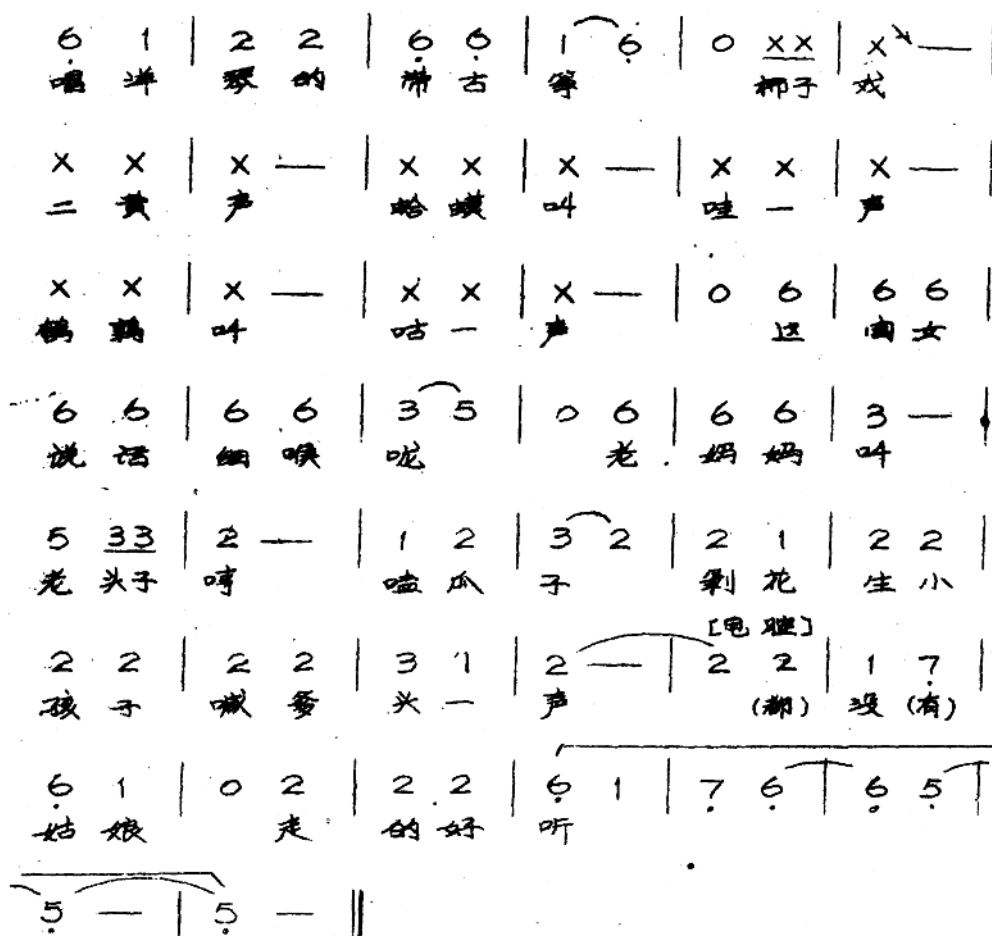 6̣ 1 | 2 2 | 6̣ 6̣ | 1 6̣ | 0 x x | x — |
唱 洋 琴 的 带 古 筝 梆子 戏
x x | x — | x x | x — | x x | x — |
二 黄 声 蛤 蟆 叫 哇 一 声
x x | x — | x x | x — | 0 6 | 6 6 |
鹌 鹑 叫 咕 一 声 这 闺 女
6 6 | 6 6 | 3 5 | 0 6 | 6 6 | 3 — |
说 话 细 喉 咙 老 妈 妈 叫
5 3 3 | 2 — | 1 2 | 3 2 | 2 1 | 2 2 |
老 头子 哼 嗑 瓜 子 剥 花 生 小
[甩 腔]
2 2 | 2 2 | 3 1 | 2 — | 2 2 | 1 7̣ |
孩 子 喊 爹 头 一 声 (都) 没 (有)
6̣ 1 | 0 2 | 2 2 | 6̣ 1 | 7̣ 6̣ | 6̣ 5̣ |
姑 娘 走 的 好 听
5̣ — | 5̣ — ‖